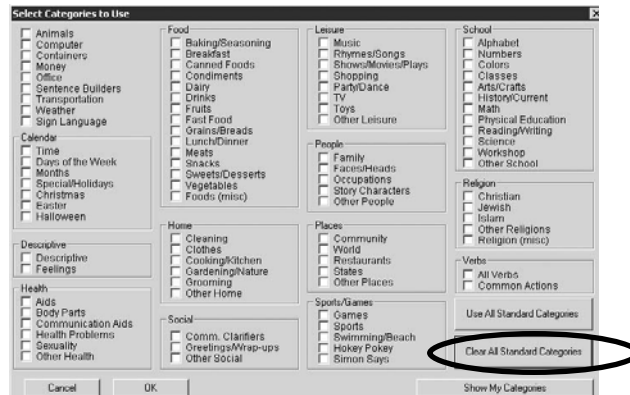 Select Categories to Use
Animals
Computer
Containers
Money
Office
Sentence Builders
Transportation
Weather
Sign Language
Calendar
Time
Days of the Week
Months
Special/Holidays
Christmas
Easter
Halloween
Descriptive
Descriptive
Feelings
Health
Aids
Body Parts
Communication Aids
Health Problems
Sexuality
Other Health
Food
Baking/Seasoning
Breakfast
Canned Foods
Condiments
Dairy
Drinks
Fruits
Fast Food
Grains/Breads
Lunch/Dinner
Meats
Snacks
Sweets/Desserts
Vegetables
Foods (misc)
Home
Cleaning
Clothes
Cooking/Kitchen
Gardening/Nature
Grooming
Other Home
Social
Comm. Clarifiers
Greetings/Wrap-ups
Other Social
Leisure
Music
Rhymes/Songs
Shows/Movies/Plays
Shopping
Party/Dance
TV
Toys
Other Leisure
People
Family
Faces/Heads
Occupations
Story Characters
Other People
Places
Community
World
Restaurants
States
Other Places
Sports/Games
Games
Sports
Swimming/Beach
Hokey Pokey
Simon Says
School
Alphabet
Numbers
Colors
Classes
Arts/Crafts
History/Current
Math
Physical Education
Reading/Writing
Science
Workshop
Other School
Religion
Christian
Jewish
Islam
Other Religions
Religion (misc)
Verbs
All Verbs
Common Actions
Use All Standard Categories
Clear All Standard Categories
Cancel
OK
Show My Categories